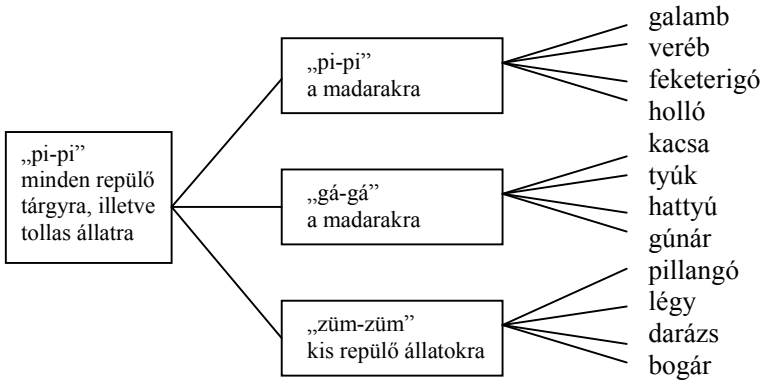 „pi-pi”
minden repülő
tárgyra, illetve
tollas állatra
„pi-pi”
a madarakra
„gá-gá”
a madarakra
„züm-züm”
kis repülő állatokra
galamb
veréb
feketerigó
holló
kacsa
tyúk
hattyú
gúnár
pillangó
légy
darázs
bogár